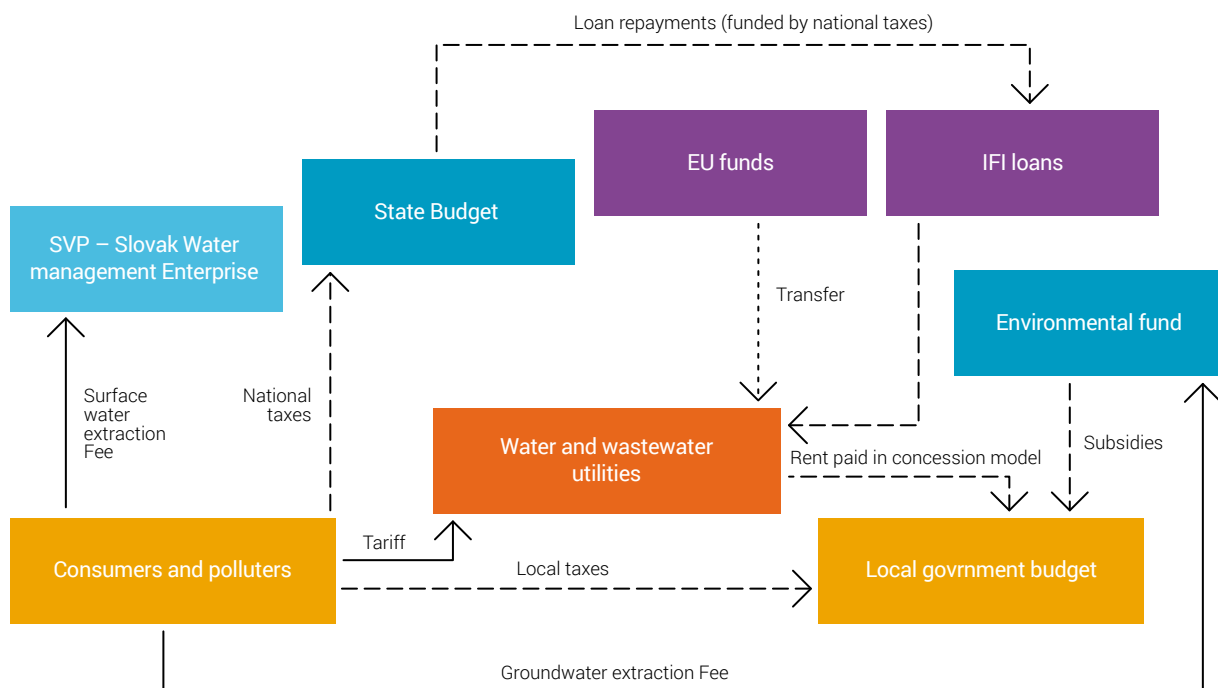 Loan repayments (funded by national taxes)
EU funds
IFI loans
State Budget
SVP – Slovak Water
management Enterprise
Transfer
Environmental fund
Surface
water
extraction
Fee
National
taxes
Water and wastewater
utilities
Rent paid in concession model
Subsidies
Tariff
Consumers and polluters
Local taxes
Local govrnment budget
Groundwater extraction Fee